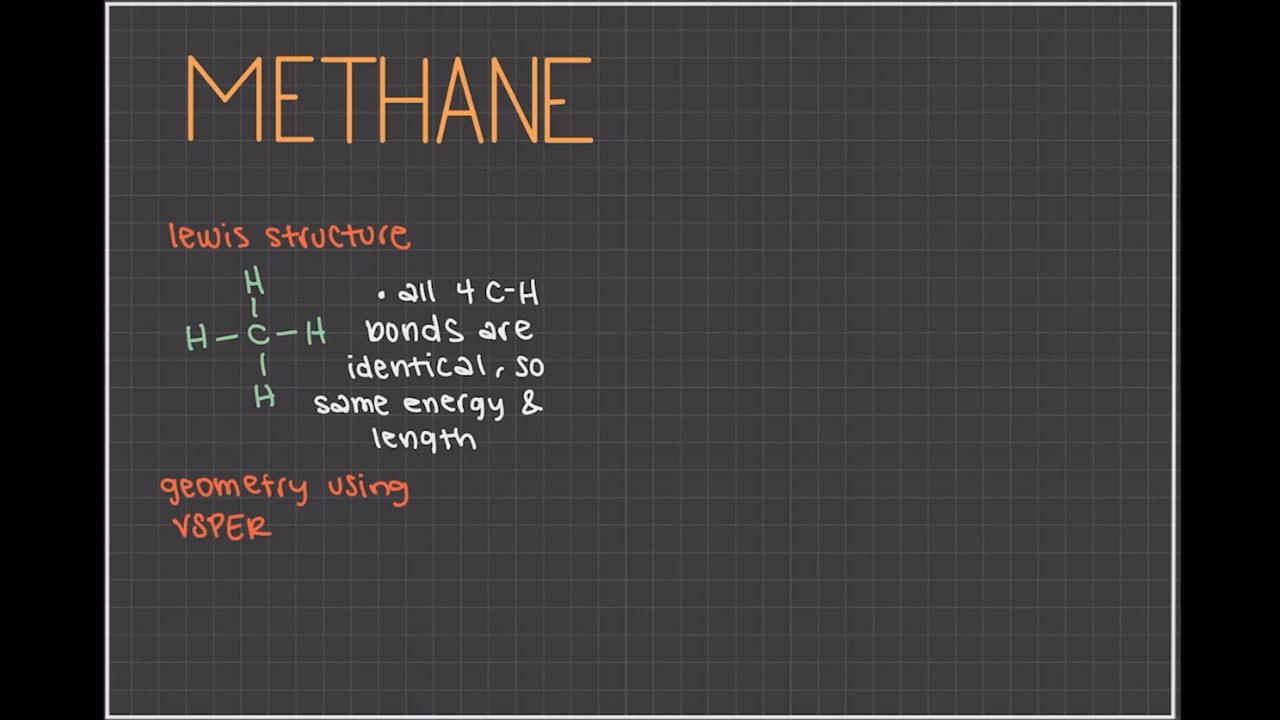 METHANE
lewis structure
H
H-C-H
H
• all 4 C-H
bonds are
identical, so
same energy &
length
geometry using
VSPER